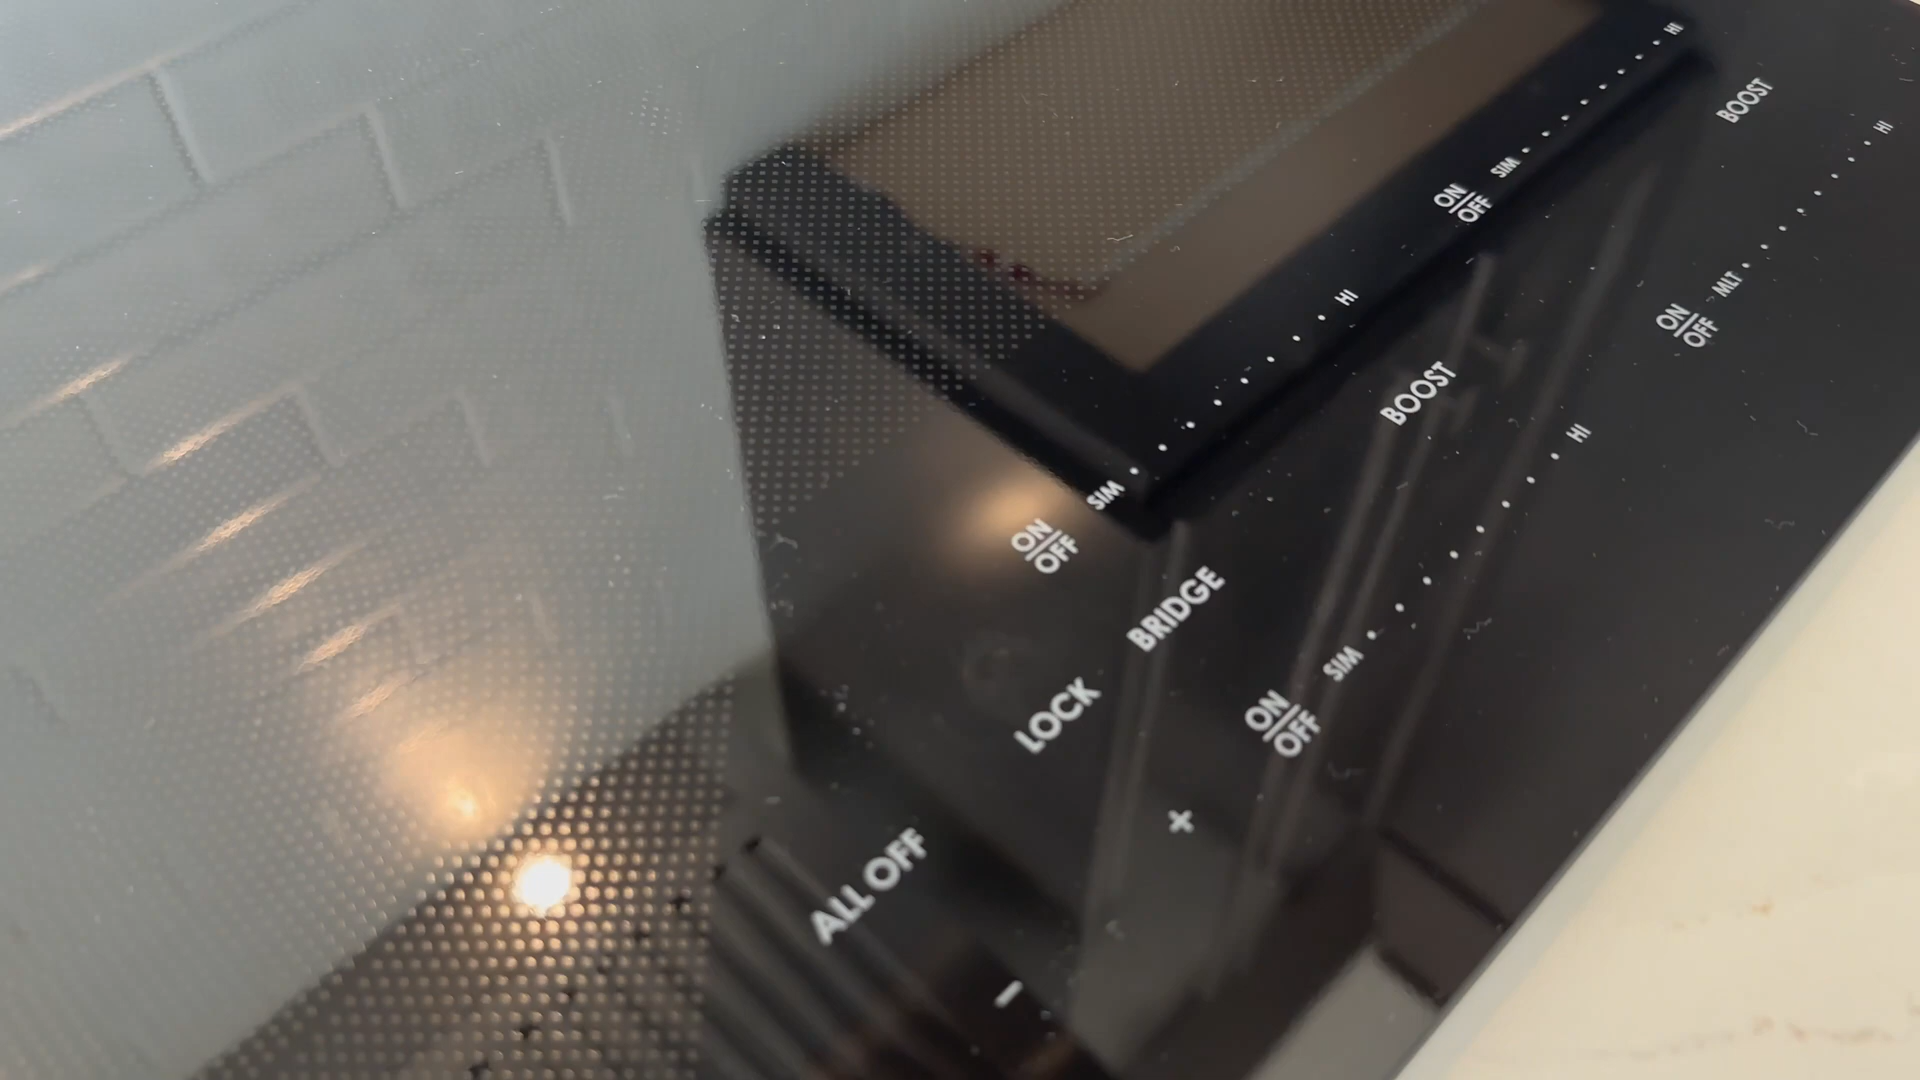 HI
BOOST
HI
SIM
ON
OFF
MLT
ON
OFF
HI
BOOST
HI
SIM
ON
OFF
BRIDGE
SIM
ON
OFF
LOCK
+
ALL OFF
-